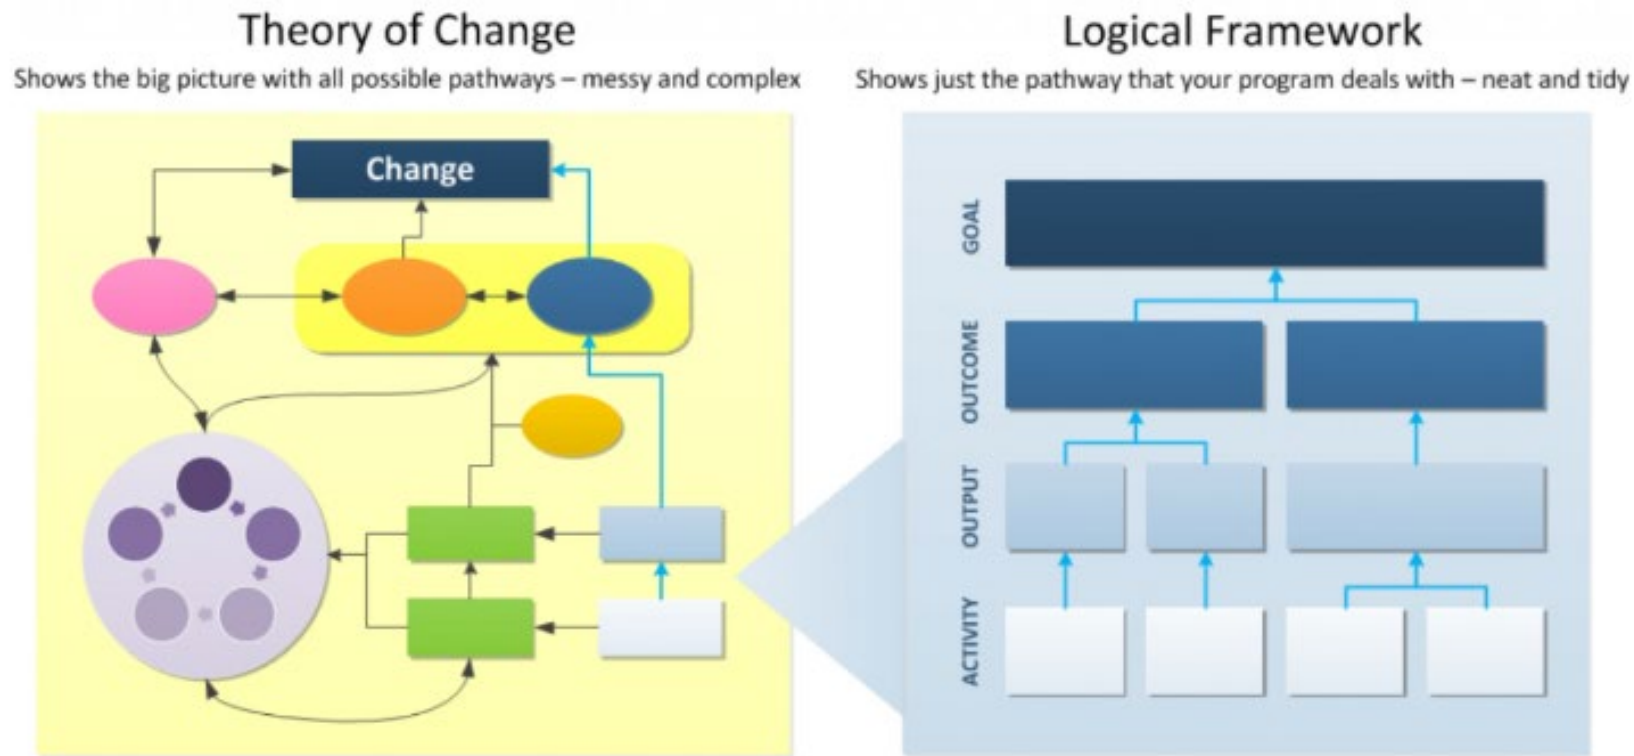 Theory of Change
Shows the big picture with all possible pathways – messy and complex
Change
Logical Framework
Shows just the pathway that your program deals with – neat and tidy
GOAL
OUTCOME
OUTPUT
ACTIVITY